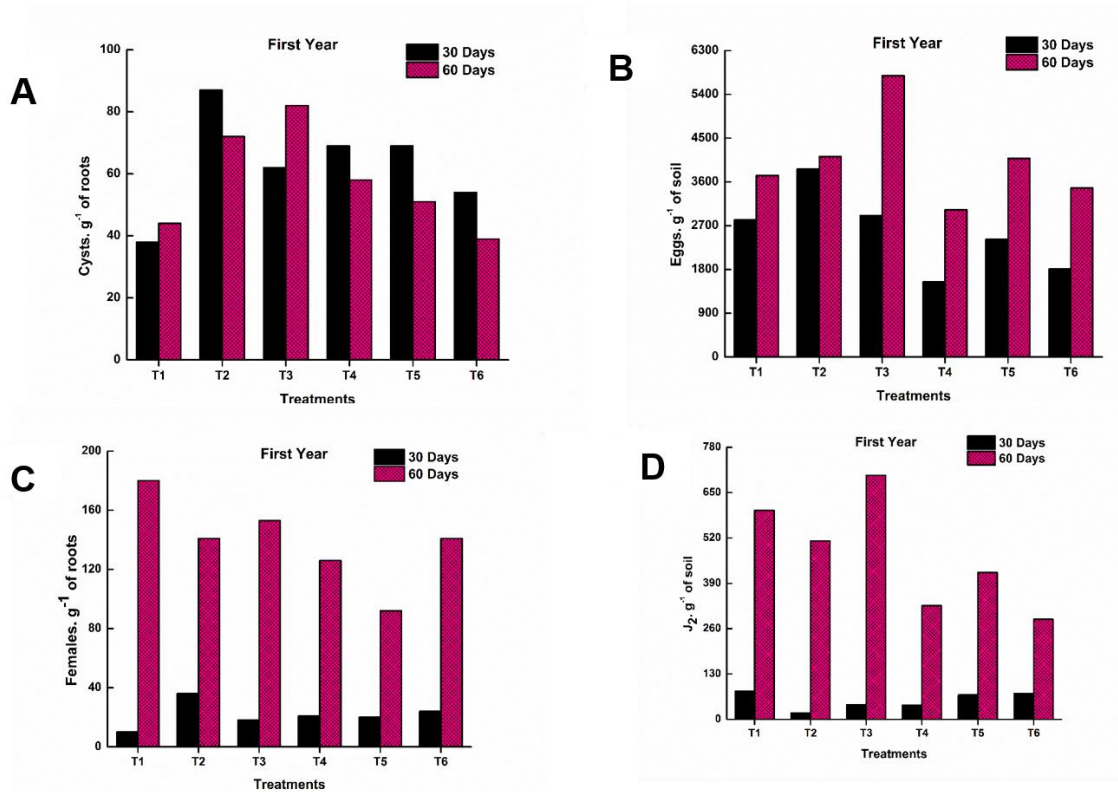 A
First Year
30 Days
60 Days
Cysts. g⁻¹ of roots
100
80
60
40
20
0
T1 T2 T3 T4 T5 T6
Treatments
B
First Year
30 Days
60 Days
Eggs. g⁻¹ of soil
6300
5400
4500
3600
2700
1800
900
0
T1 T2 T3 T4 T5 T6
Treatments
C
First Year
30 Days
60 Days
Females. g⁻¹ of roots
200
160
120
80
40
0
T1 T2 T3 T4 T5 T6
Treatments
D
First Year
30 Days
60 Days
J₂. g⁻¹ of soil
780
650
520
390
260
130
0
T1 T2 T3 T4 T5 T6
Treatments